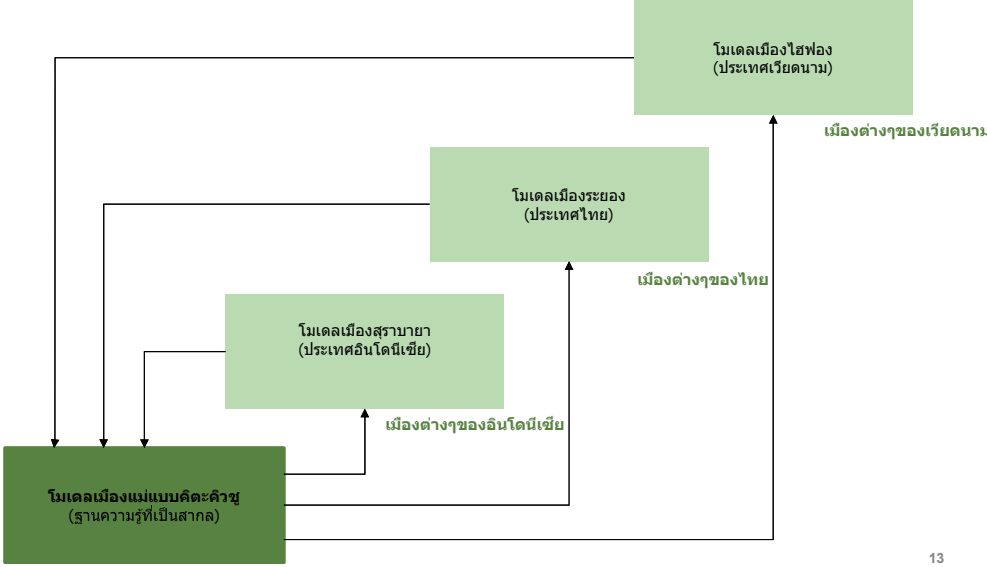 โมเดลเมืองไฮฟอง
(ประเทศเวียดนาม)
เมืองต่างๆของเวียดนาม
โมเดลเมืองระยอง
(ประเทศไทย)
เมืองต่างๆของไทย
โมเดลเมืองสุราบายา
(ประเทศอินโดนีเซีย)
เมืองต่างๆของอินโดนีเซีย
โมเดลเมืองแม่แบบคิตะคิวชู
(ฐานความรู้ที่เป็นสากล)
13